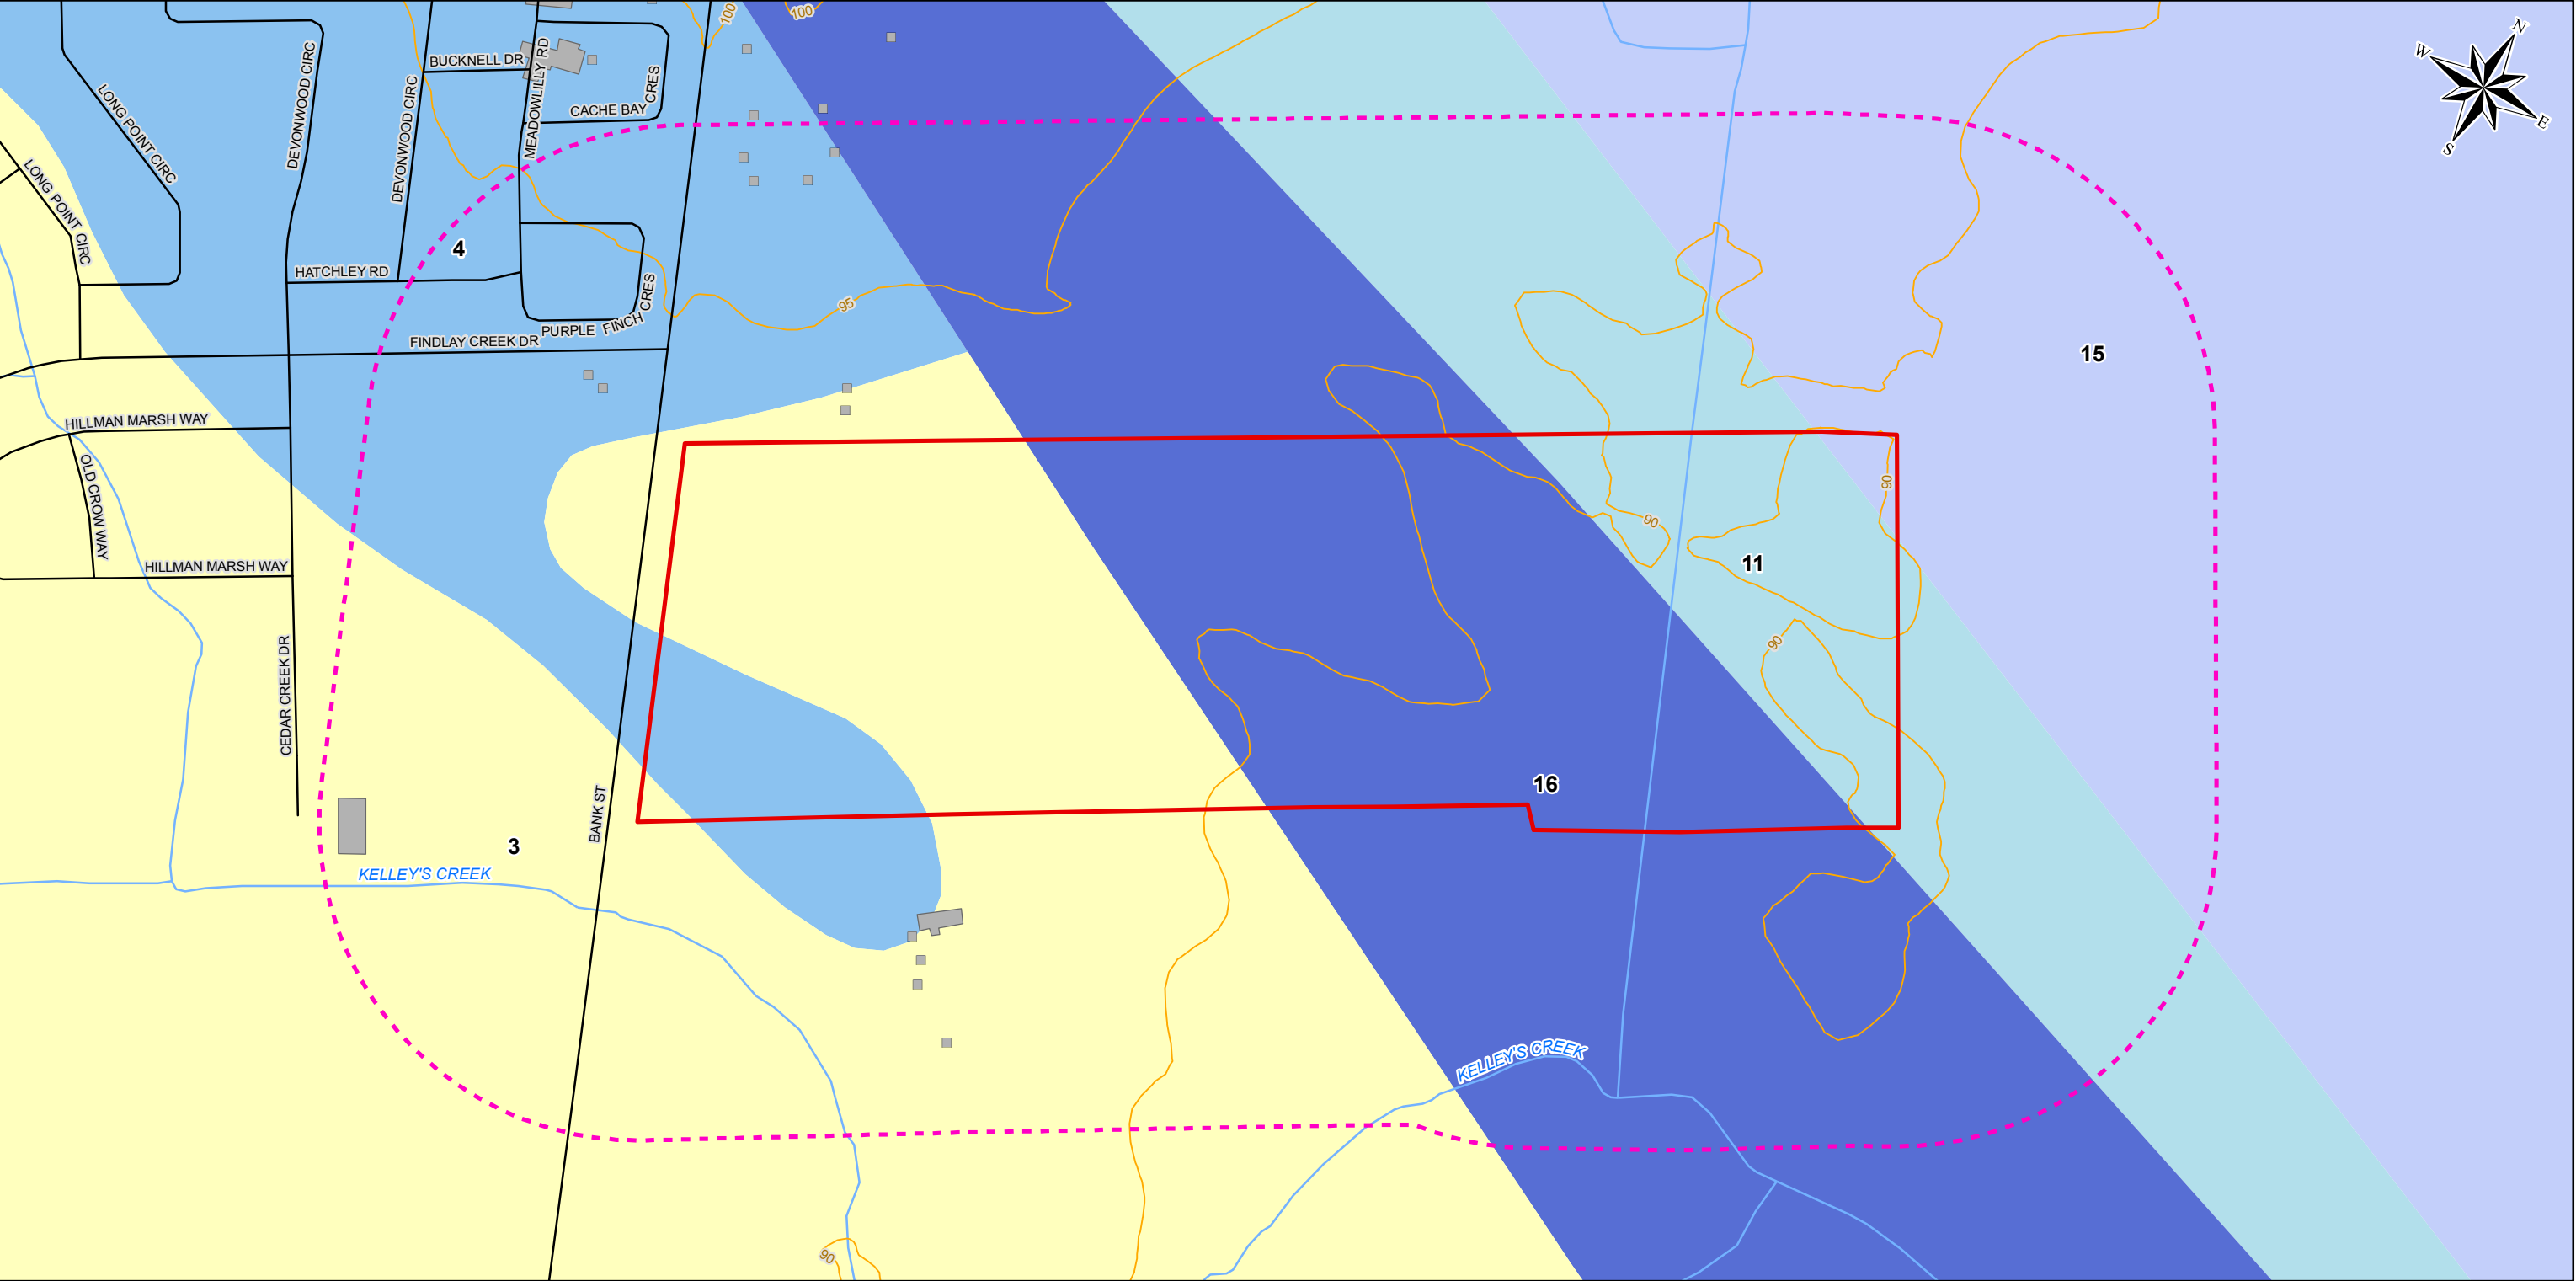 100
100
N
W
E
S
BUCKNELL DR
LONG POINT CIRC
DEVONWOOD CIRC
DEVONWOOD CIRC
MEADOWLILLY RD
CACHE BAY CRES
LONG POINT CIRC
4
HATCHLEY RD
95
PURPLE FINCH CRES
FINDLAY CREEK DR
15
HILLMAN MARSH WAY
OLD CROW WAY
90
90
11
HILLMAN MARSH WAY
90
CEDAR CREEK DR
16
BANK ST
3
KELLEY'S CREEK
KELLEY'S CREEK
90